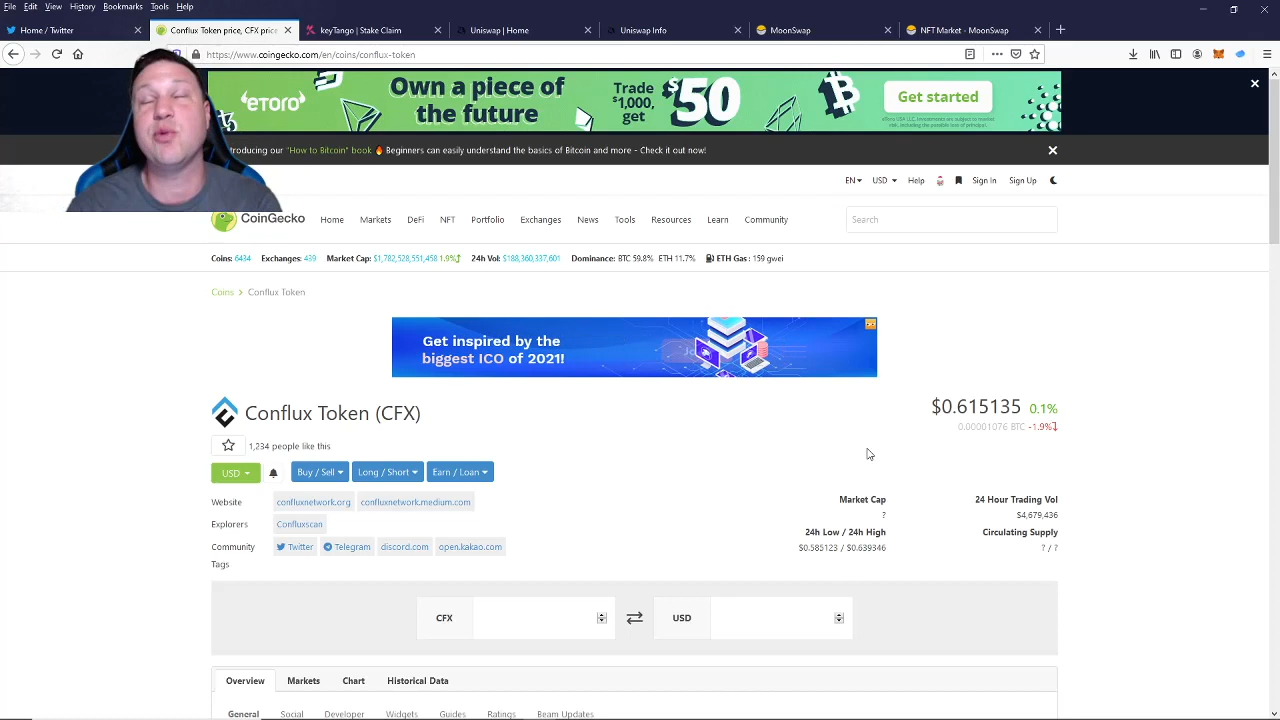 File Edit View History Bookmarks Tools Help
Home / Twitter
Conflux Token price, CFX price
keyTango | Stake Claim
Uniswap | Home
Uniswap Info
MoonSwap
NFT Market - MoonSwap
https://www.coingecko.com/en/coins/conflux-token
etoro
Own a piece of
the future
Trade
$1,000,
get
$50
Get started
Introducing our "How to Bitcoin" book Beginners can easily understand the basics of Bitcoin and more - Check it out now!
EN USD Help Sign In Sign Up
CoinGecko Home Markets DeFi NFT Portfolio Exchanges News Tools Resources Learn Community Search
Coins: 6434 Exchanges: 439 Market Cap: $1,782,528,551,458 1.9% 24h Vol: $188,360,337,601 Dominance: BTC 59.8% ETH 11.7% ETH Gas: 159 gwei
Coins > Conflux Token
Get inspired by the
biggest ICO of 2021!
Conflux Token (CFX)
$0.615135 0.1%
0.00001076 BTC -1.9%
1,234 people like this
USD Buy / Sell Long / Short Earn / Loan
Website confluxnetwork.org confluxnetwork.medium.com
Explorers Confluxscan
Community Twitter Telegram discord.com open.kakao.com
Tags
Market Cap
?
24 Hour Trading Vol
$4,679,436
24h Low / 24h High
$0.585123 / $0.639346
Circulating Supply
? / ?
CFX USD
Overview Markets Chart Historical Data
General Social Developer Widgets Guides Ratings Beam Updates